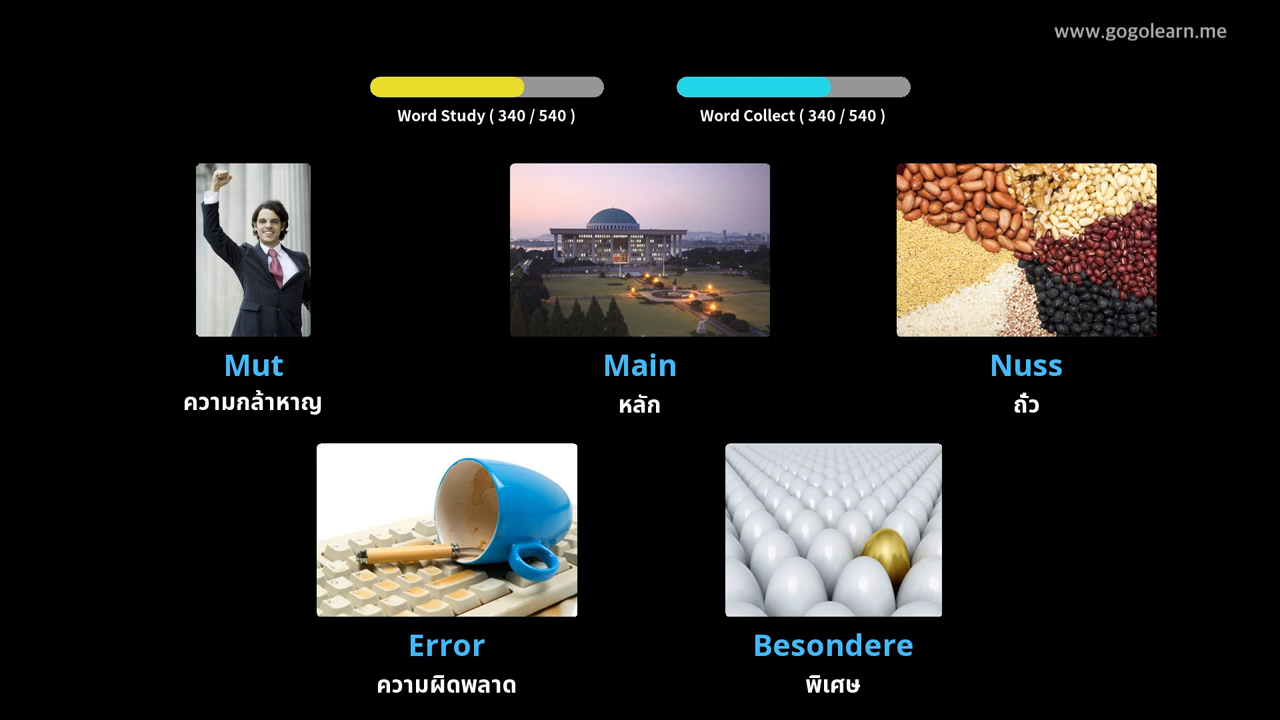 www.gogolearn.me
Word Study ( 340 / 540 )
Word Collect ( 340 / 540 )
Mut
ความกล้าหาญ
Main
หลัก
Nuss
ถั่ว
Error
ความผิดพลาด
Besondere
พิเศษ